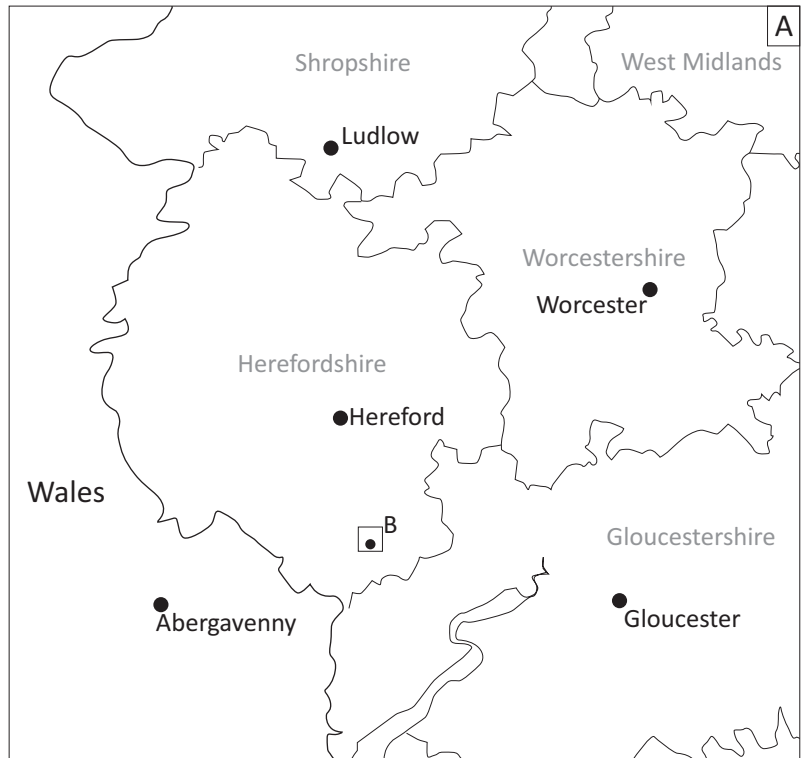 A
Shropshire
West Midlands
Ludlow
Worcestershire
Worcester
Herefordshire
Hereford
Wales
B
Gloucestershire
Abergavenny
Gloucester